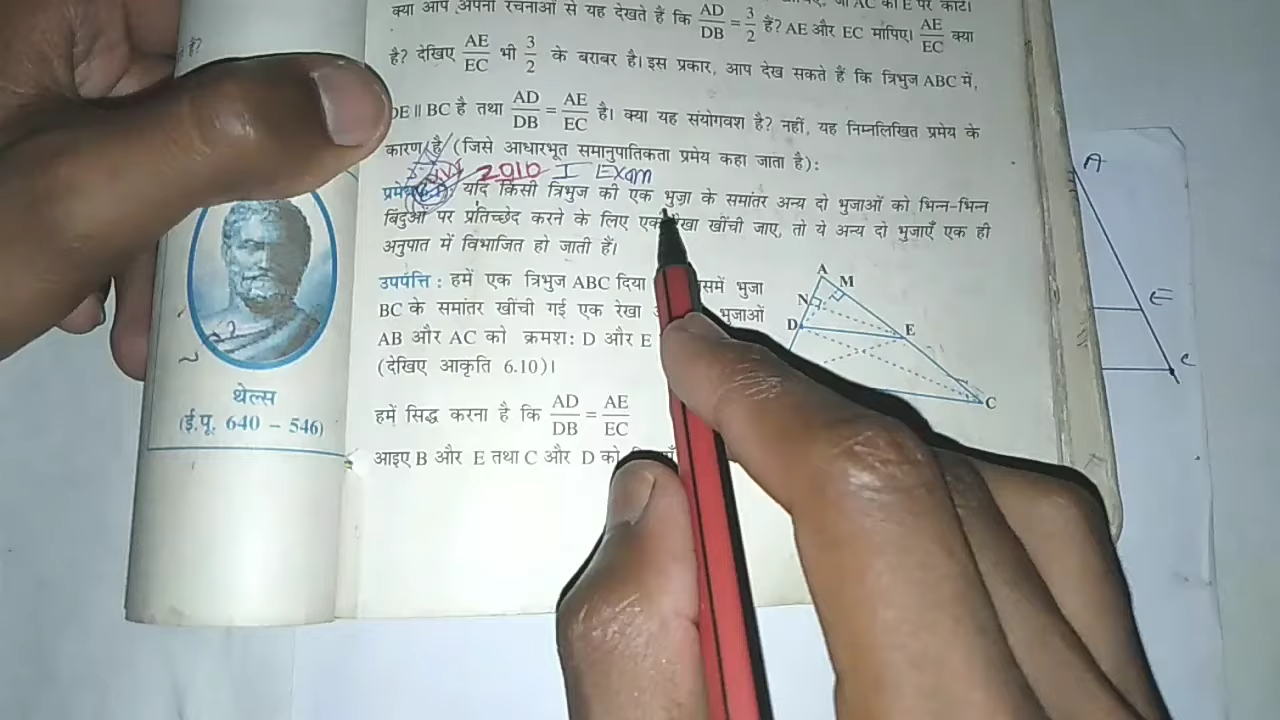 क्या आप अपनी रचनाओं से यह देखते हैं कि AD/DB = 3/2 है? AE और EC मापिए। AE/EC क्या
है? देखिए AE/EC भी 3/2 के बराबर है। इस प्रकार, आप देख सकते हैं कि त्रिभुज ABC में,
DE || BC है तथा AD/DB = AE/EC है। क्या यह संयोगवश है? नहीं, यह निम्नलिखित प्रमेय के
कारण है (जिसे आधारभूत समानुपातिकता प्रमेय कहा जाता है):
2010 I Exam
यदि किसी त्रिभुज की एक भुजा के समांतर अन्य दो भुजाओं को भिन्न-भिन्न
बिंदुओं पर प्रतिच्छेद करने के लिए एक रेखा खींची जाए, तो ये अन्य दो भुजाएँ एक ही
अनुपात में विभाजित हो जाती हैं।
उपपत्ति : हमें एक त्रिभुज ABC दिया भुजा
BC के समांतर खींची गई एक रेखा भुजाओं
AB और AC को क्रमश: D और E
(देखिए आकृति 6.10)।
हमें सिद्ध करना है कि AD/DB = AE/EC
आइए B और E तथा C और D को
थेल्स
(ई.पू. 640 – 546)
A
M
N
D
E
C
A
E
C